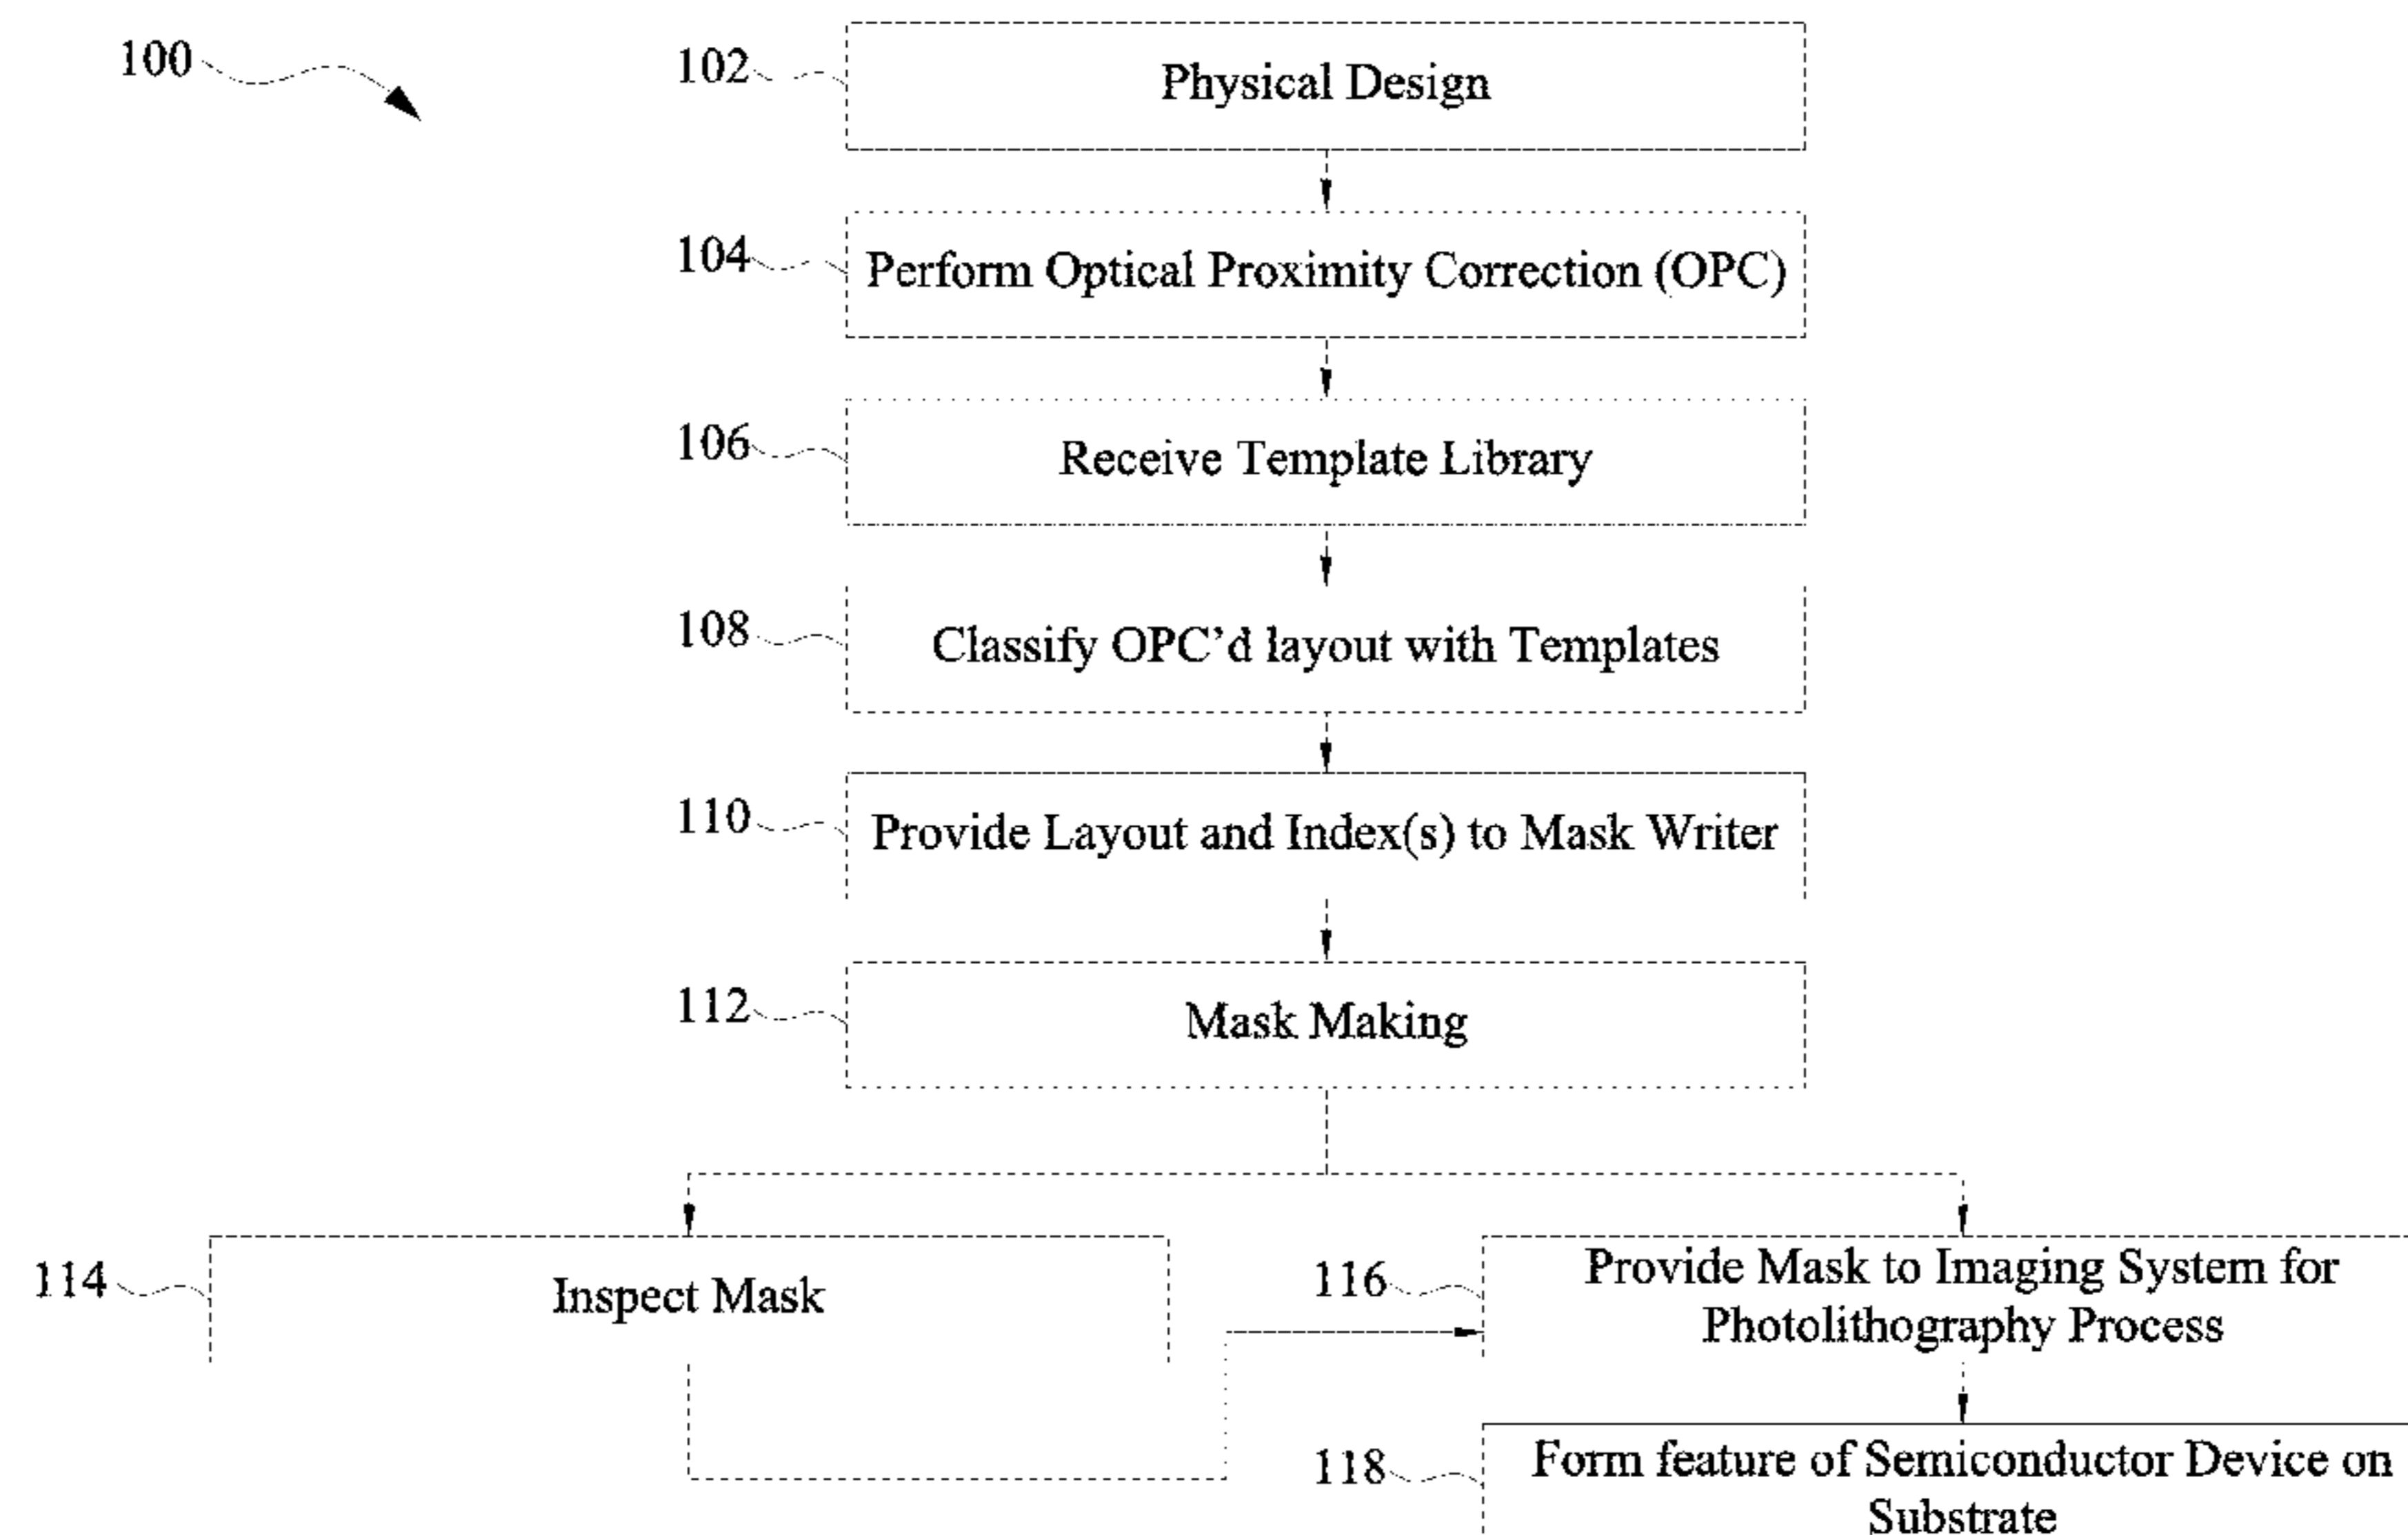 100
102
Physical Design
104
Perform Optical Proximity Correction (OPC)
106
Receive Template Library
108
Classify OPC’d layout with Templates
110
Provide Layout and Index(s) to Mask Writer
112
Mask Making
114
Inspect Mask
116
Provide Mask to Imaging System for
Photolithography Process
118
Form feature of Semiconductor Device on
Substrate